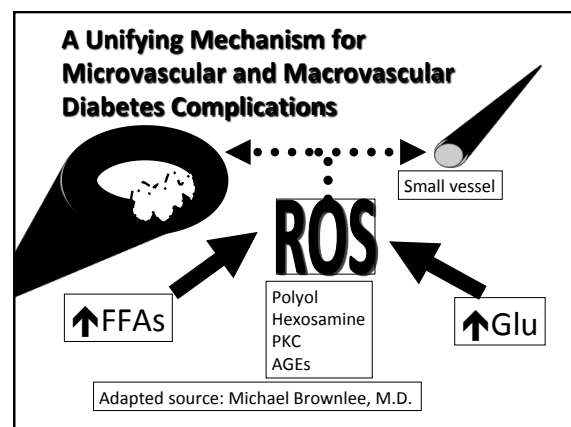 A Unifying Mechanism for
Microvascular and Macrovascular
Diabetes Complications
Small vessel
ROS
↑FFAs
Polyol
Hexosamine
PKC
AGEs
↑Glu
Adapted source: Michael Brownlee, M.D.